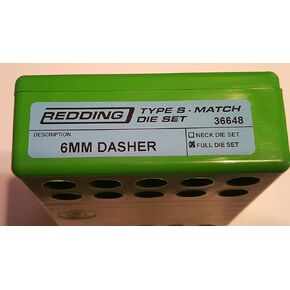 REDDING TYPE S - MATCH
DIE SET 36648
DESCRIPTION
NECK DIE SET
6MM DASHER
FULL DIE SET